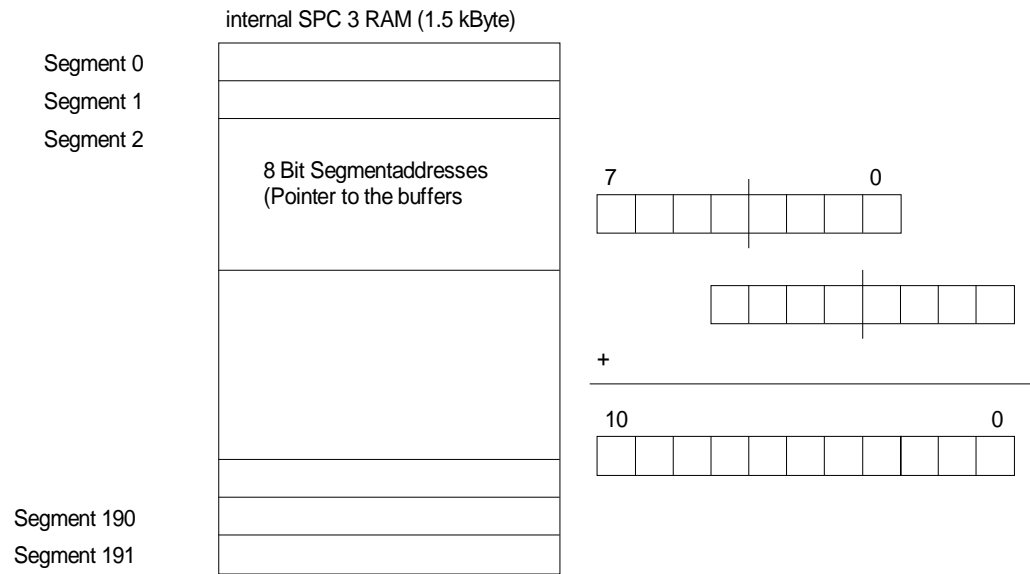 internal SPC 3 RAM (1.5 kByte)
Segment 0
Segment 1
Segment 2
8 Bit Segmentaddresses
(Pointer to the buffers
7 0
+
10 0
Segment 190
Segment 191